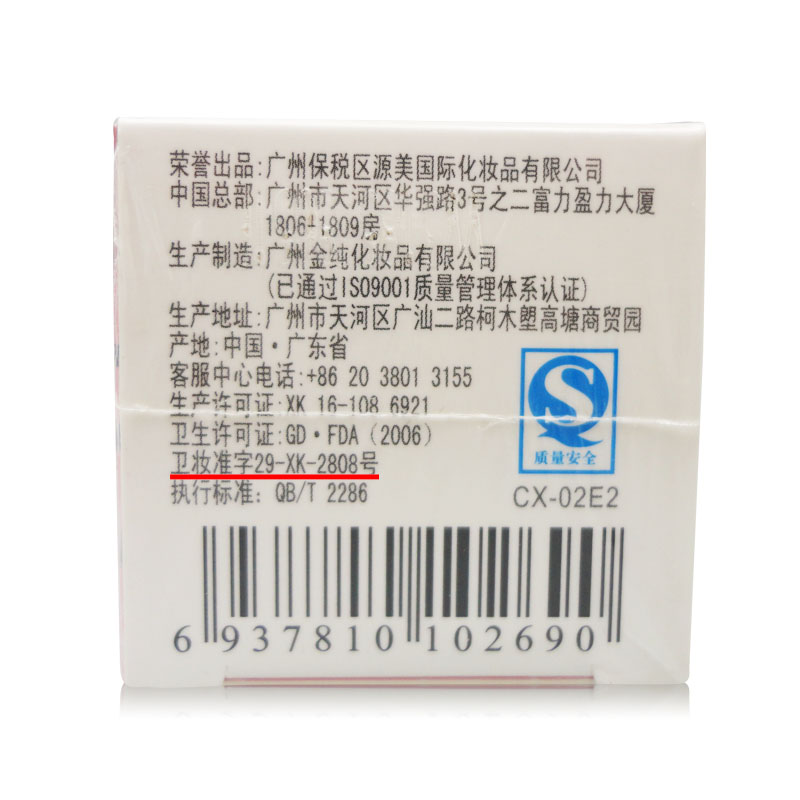 荣誉出品:广州保税区源美国际化妆品有限公司
中国总部:广州市天河区华强路3号之二富力盈力大厦
1806-1809房
生产制造:广州金纯化妆品有限公司
(已通过ISO9001质量管理体系认证)
生产地址:广州市天河区广汕二路柯木塱高塘商贸园
产地:中国·广东省
客服中心电话:+86 20 3801 3155
生产许可证:XK 16-108 6921
卫生许可证:GD·FDA (2006)
卫妆准字29-XK-2808号
执行标准: QB/T 2286
质量安全
CX-02E2
6 937810 102690